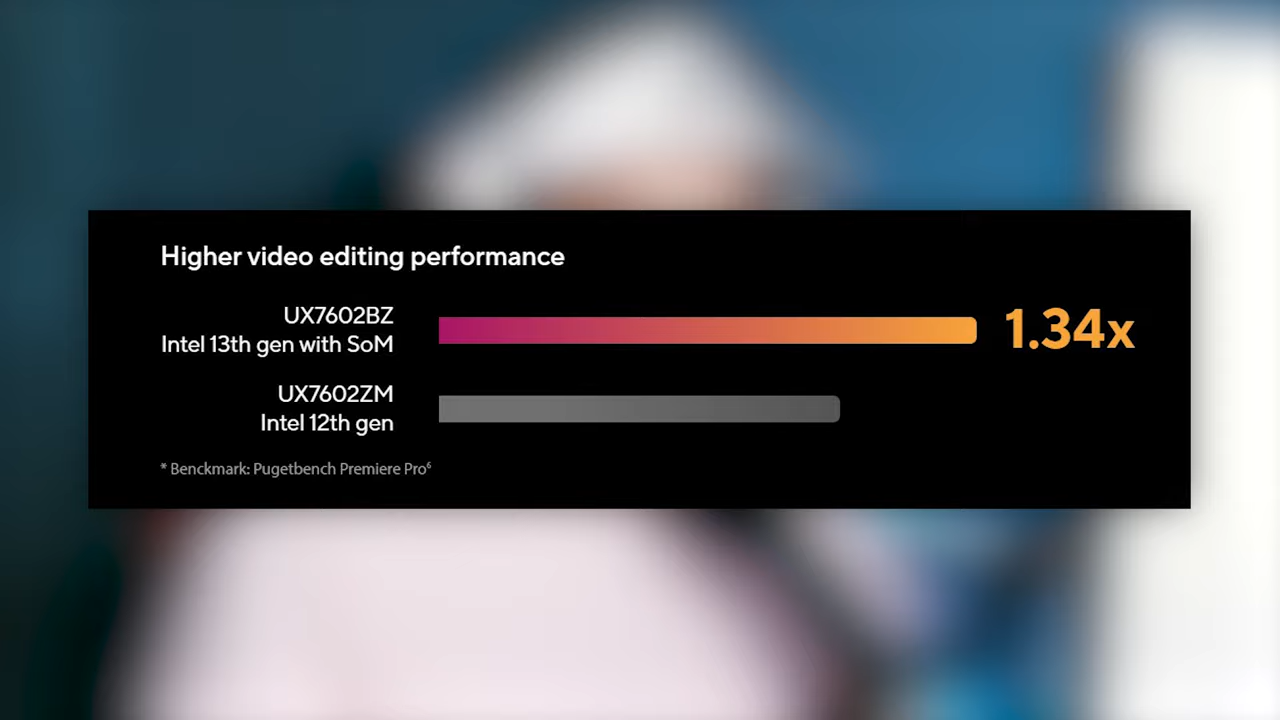 Higher video editing performance
UX7602BZ
Intel 13th gen with SoM
1.34x
UX7602ZM
Intel 12th gen
* Benckmark: Pugetbench Premiere Pro⁶